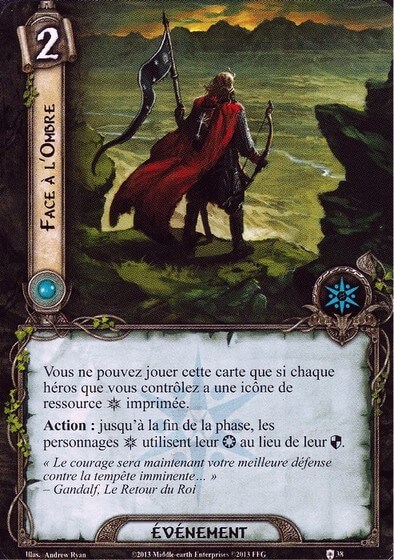 2
FACE À L'OMBRE
Vous ne pouvez jouer cette carte que si chaque
héros que vous contrôlez a une icône de
ressource imprimée.
Action : jusqu'à la fin de la phase, les
personnages utilisent leur au lieu de leur .
« Le courage sera maintenant votre meilleure défense
contre la tempête imminente… »
– Gandalf, Le Retour du Roi
ÉVÉNEMENT
Illus. Andrew Ryan ©2013 Middle-earth Enterprises ©2013 FFG 38